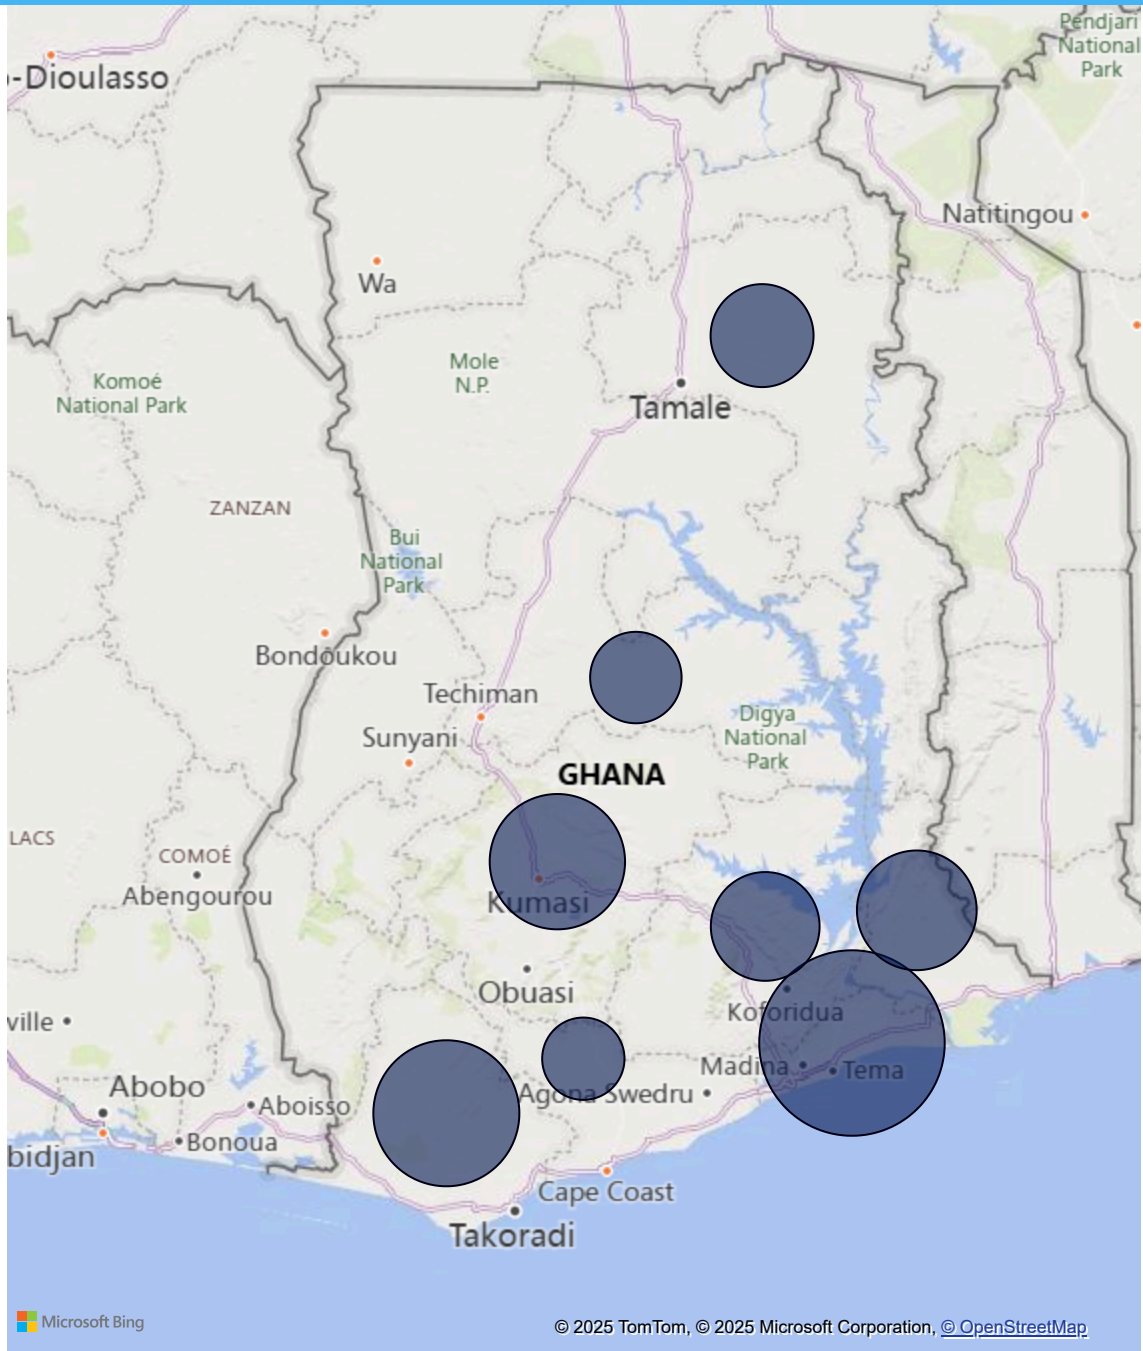 Pendjari
National
Park
-Dioulasso
Natitingou
Wa
Mole
N.P.
Komoé
National Park
Tamale
ZANZAN
Bui
National
Park
Bondoukou
Techiman
Sunyani
Digya
National
Park
GHANA
LACS
COMOÉ
Abengourou
Kumasi
Obuasi
Koforidua
ville
Madina
Tema
Abobo
Aboisso
Agona Swedru
Bonoua
bidjan
Cape Coast
Takoradi
Microsoft Bing
© 2025 TomTom, © 2025 Microsoft Corporation, © OpenStreetMap